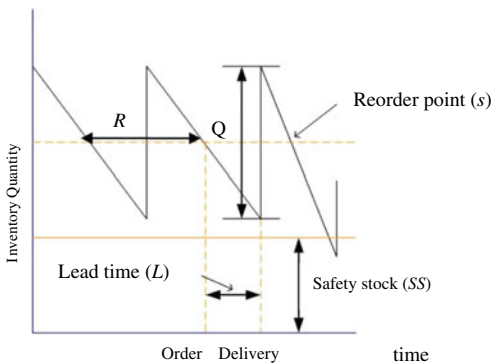 Inventory Quantity
R
Q
Reorder point (s)
Lead time (L)
Safety stock (SS)
Order
Delivery
time